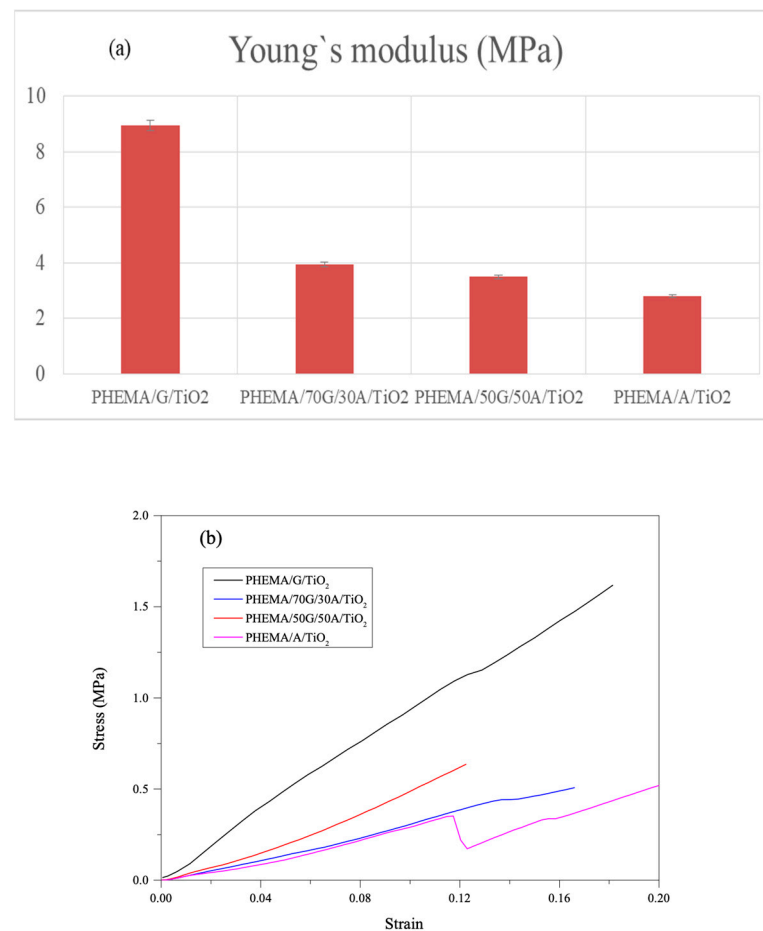 (a) Young`s modulus (MPa)
10
8
6
4
2
0
PHEMA/G/TiO2 PHEMA/70G/30A/TiO2 PHEMA/50G/50A/TiO2 PHEMA/A/TiO2
(b)
PHEMA/G/TiO₂
PHEMA/70G/30A/TiO₂
PHEMA/50G/50A/TiO₂
PHEMA/A/TiO₂
Stress (MPa)
2.0
1.5
1.0
0.5
0.0
0.00 0.04 0.08 0.12 0.16 0.20
Strain